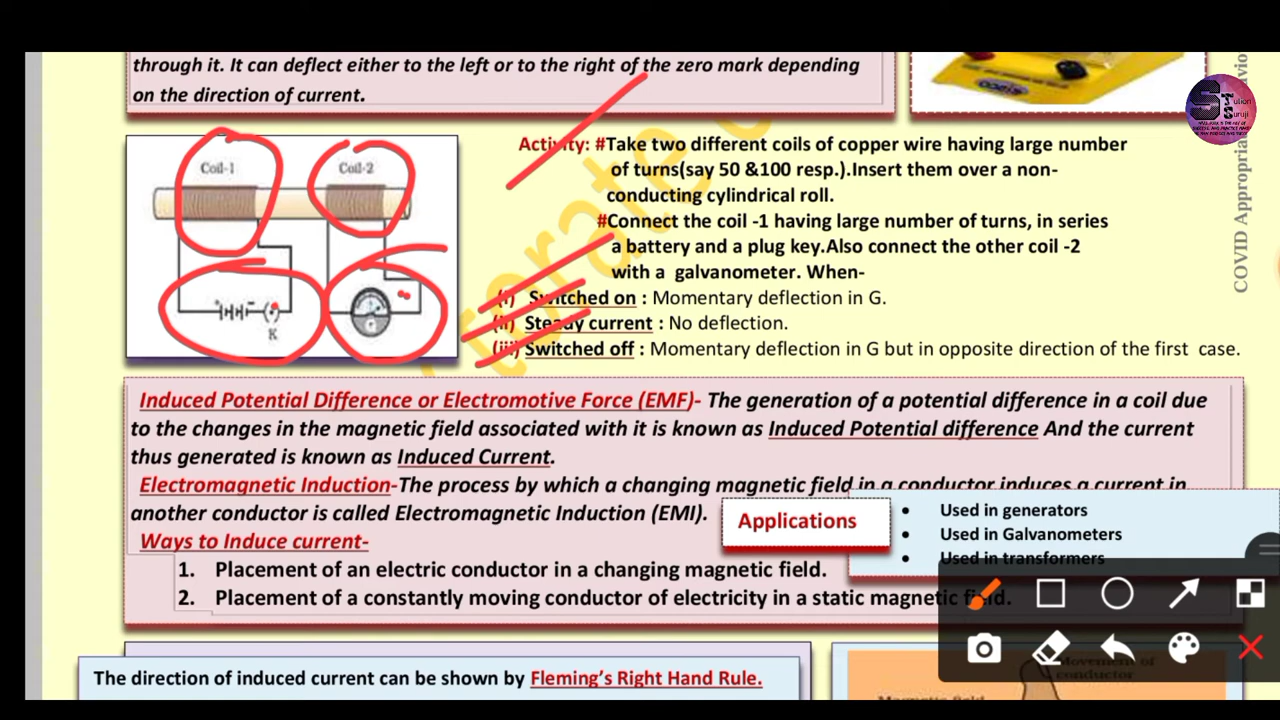 through it. It can deflect either to the left or to the right of the zero mark depending
on the direction of current.
Tution
Suruji
COVID Appropria
vio
Coil-1
Coil-2
K
G
Activity: #Take two different coils of copper wire having large number
of turns(say 50 &100 resp.).Insert them over a non-
conducting cylindrical roll.
#Connect the coil -1 having large number of turns, in series
a battery and a plug key.Also connect the other coil -2
with a galvanometer. When-
(i) Switched on : Momentary deflection in G.
(ii) Steady current : No deflection.
(iii) Switched off : Momentary deflection in G but in opposite direction of the first case.
Induced Potential Difference or Electromotive Force (EMF)- The generation of a potential difference in a coil due
to the changes in the magnetic field associated with it is known as Induced Potential difference And the current
thus generated is known as Induced Current.
Electromagnetic Induction-The process by which a changing magnetic field in a conductor induces a current in
another conductor is called Electromagnetic Induction (EMI).
Applications
• Used in generators
• Used in Galvanometers
• Used in transformers
Ways to Induce current-
1. Placement of an electric conductor in a changing magnetic field.
2. Placement of a constantly moving conductor of electricity in a static magnetic field.
The direction of induced current can be shown by Fleming's Right Hand Rule.
Movement of
conductor
Magnetic field